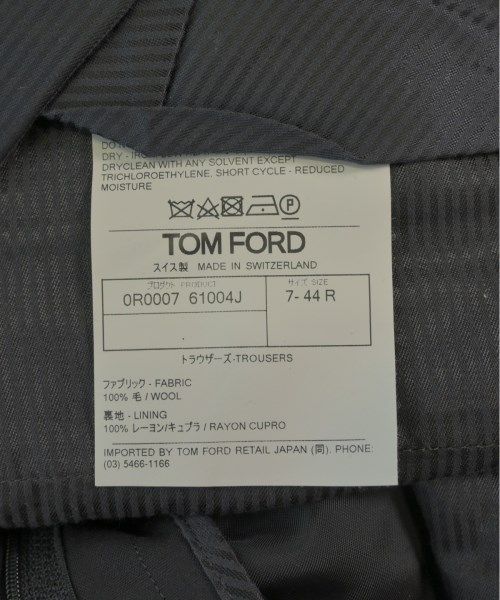 DRY - IRON
DRYCLEAN WITH ANY SOLVENT EXCEPT
TRICHLOROETHYLENE, SHORT CYCLE - REDUCED
MOISTURE
P
TOM FORD
スイス製 MADE IN SWITZERLAND
プロダクト PRODUCT
サイズ SIZE
0R0007 61004J
7- 44 R
トラウザーズ-TROUSERS
ファブリック - FABRIC
100% 毛 / WOOL
裏地 - LINING
100% レーヨン/キュプラ / RAYON CUPRO
IMPORTED BY TOM FORD RETAIL JAPAN (同). PHONE:
(03) 5466-1166